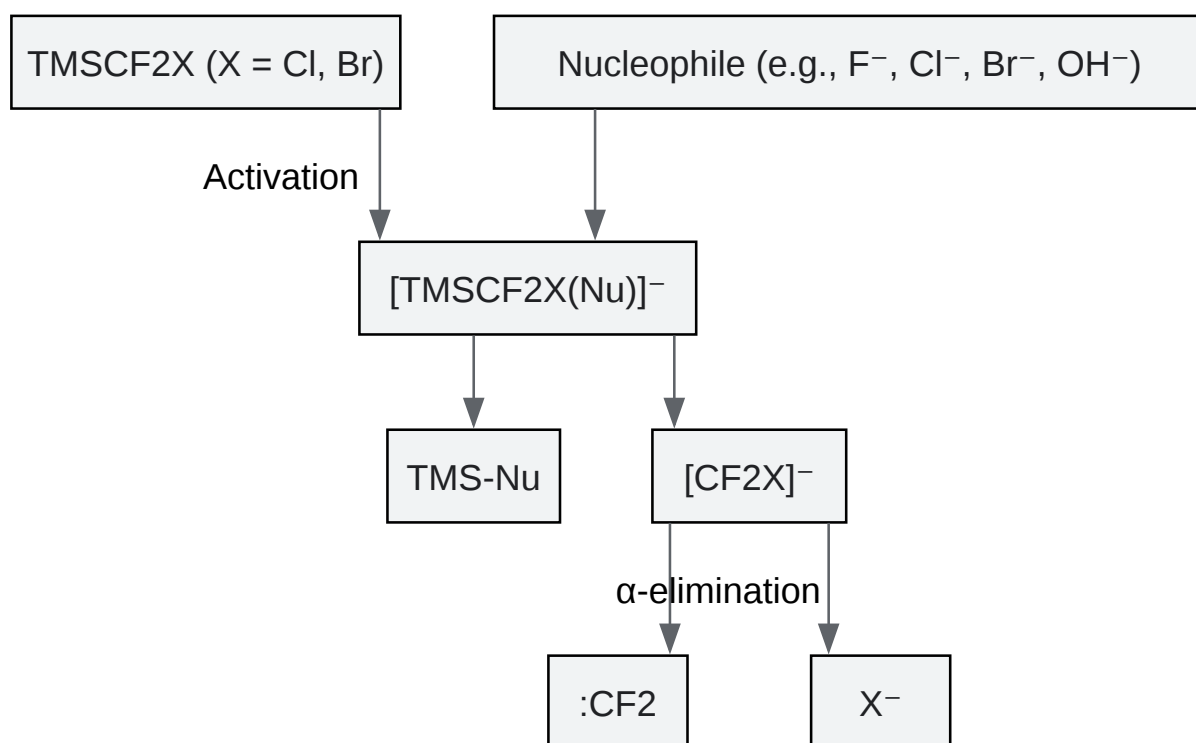 TMSCF2X (X = Cl, Br)
Nucleophile (e.g., F⁻, Cl⁻, Br⁻, OH⁻)
Activation
[TMSCF2X(Nu)]⁻
TMS-Nu
[CF2X]⁻
α-elimination
:CF2
X⁻